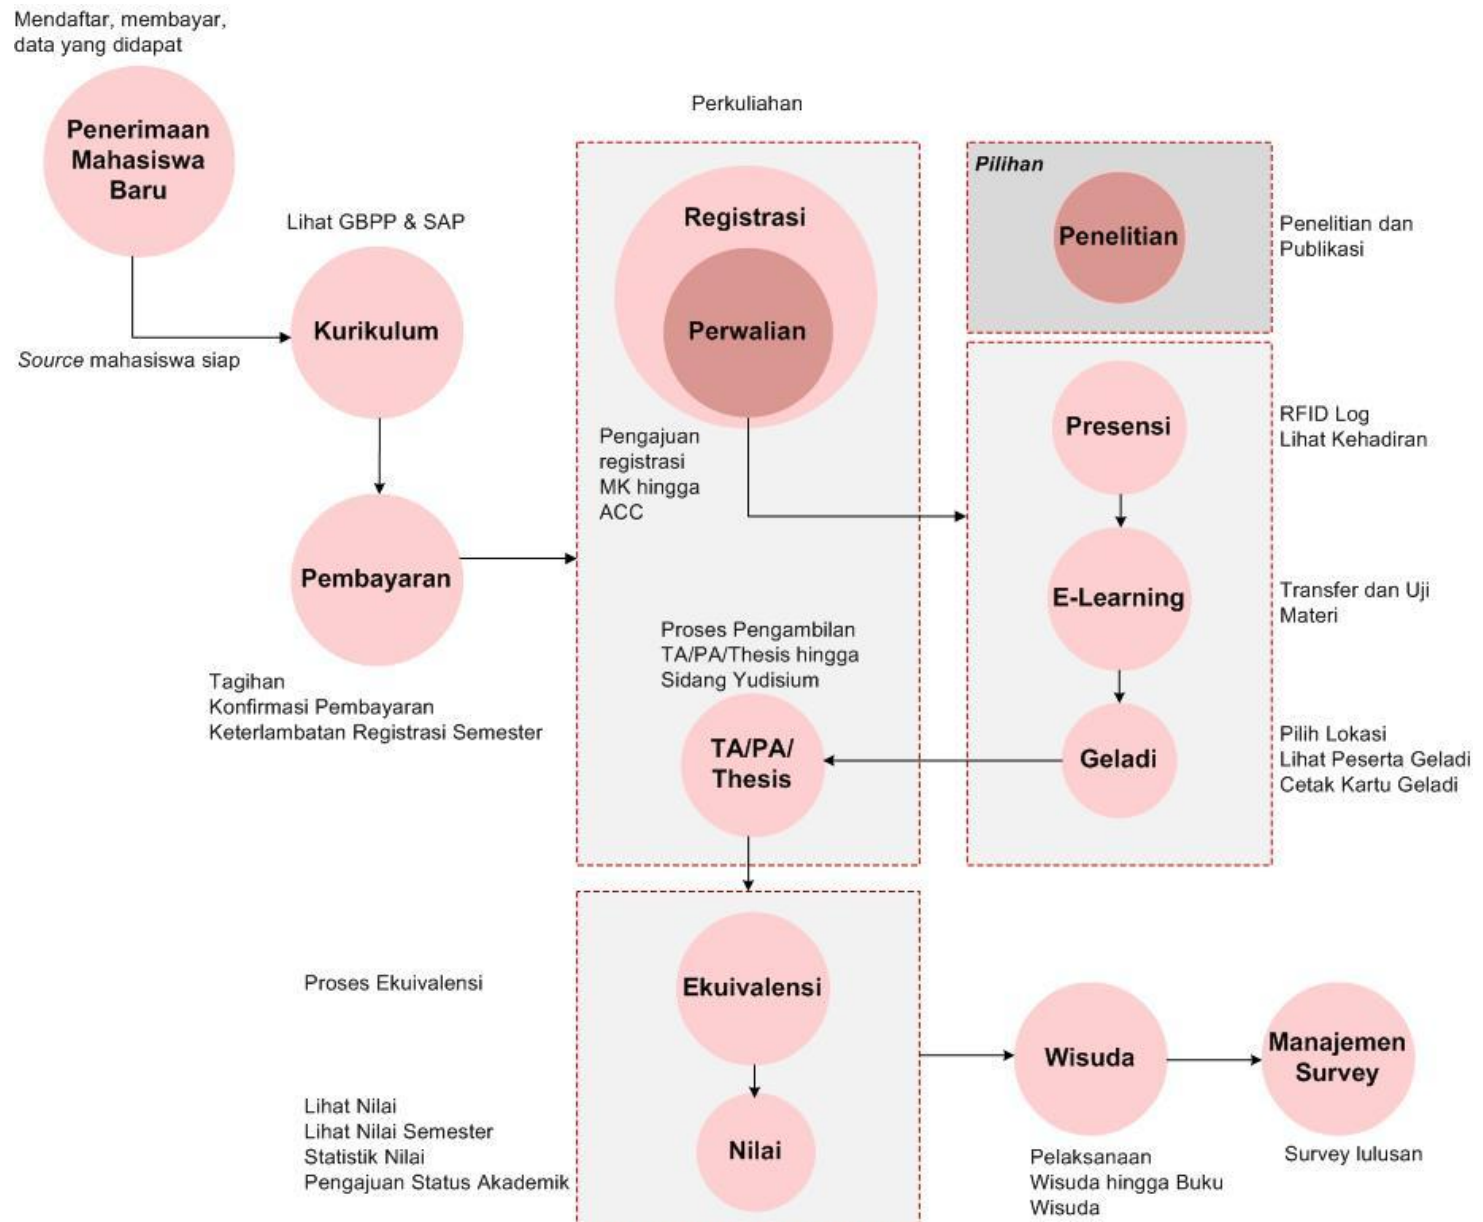 Mendaftar, membayar,
data yang didapat
Penerimaan
Mahasiswa
Baru
Source mahasiswa siap
Lihat GBPP & SAP
Kurikulum
Pembayaran
Tagihan
Konfirmasi Pembayaran
Keterlambatan Registrasi Semester
Perkuliahan
Registrasi
Perwalian
Pengajuan
registrasi
MK hingga
ACC
Pilihan
Penelitian
Penelitian dan
Publikasi
Presensi
RFID Log
Lihat Kehadiran
E-Learning
Transfer dan Uji
Materi
Geladi
Pilih Lokasi
Lihat Peserta Geladi
Cetak Kartu Geladi
Proses Pengambilan
TA/PA/Thesis hingga
Sidang Yudisium
TA/PA/
Thesis
Proses Ekuivalensi
Ekuivalensi
Lihat Nilai
Lihat Nilai Semester
Statistik Nilai
Pengajuan Status Akademik
Nilai
Wisuda
Pelaksanaan
Wisuda hingga Buku
Wisuda
Manajemen
Survey
Survey lulusan